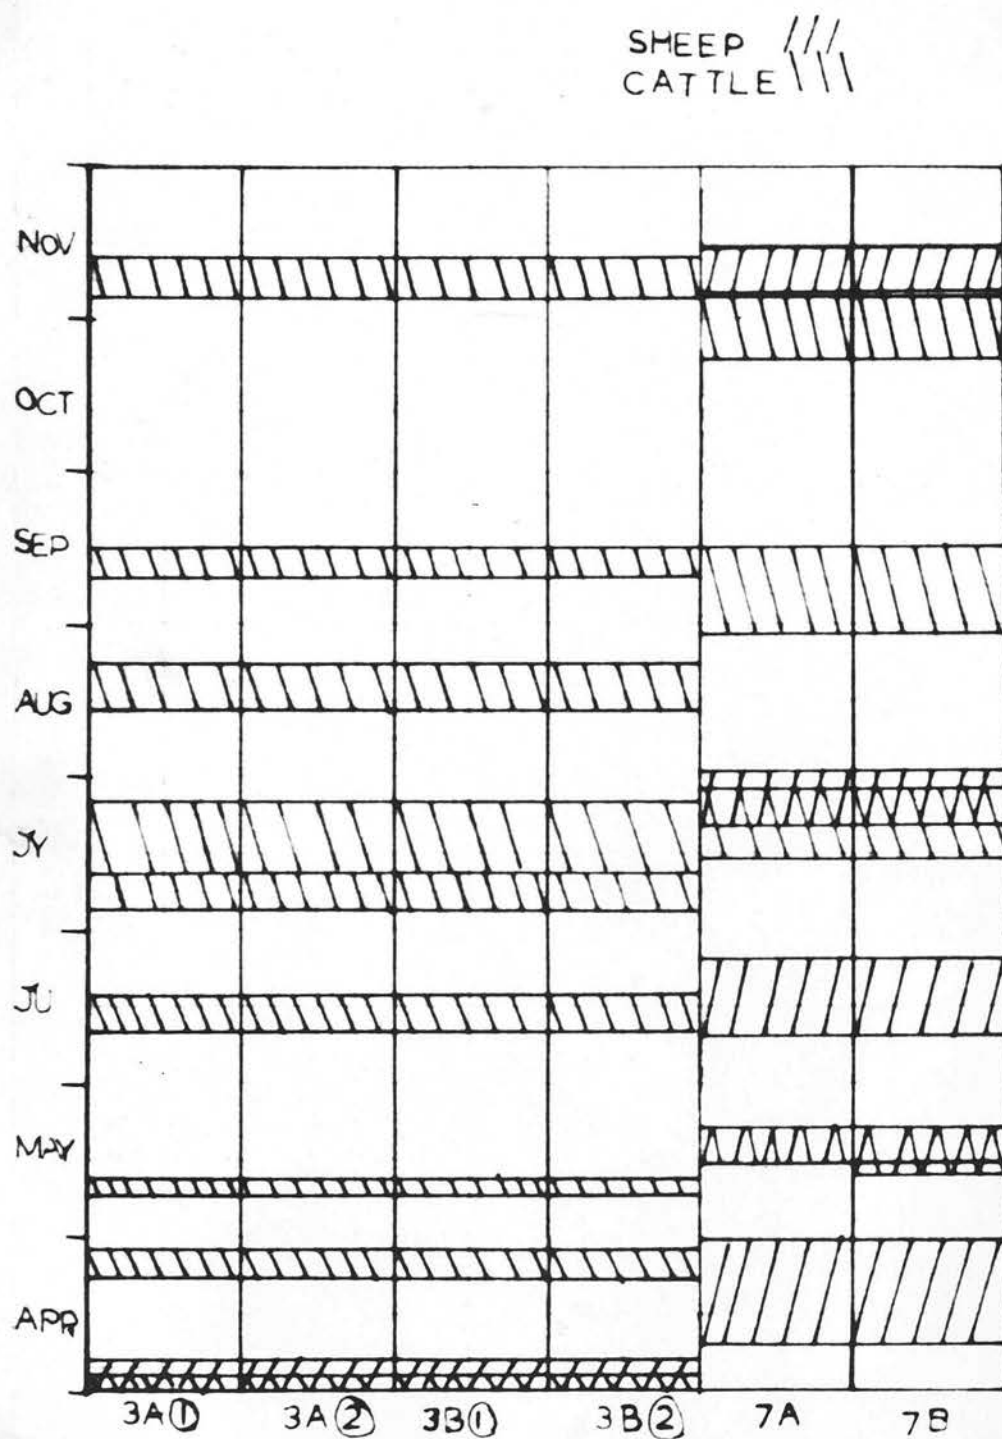 SHEEP
CATTLE
NOV
OCT
SEP
AUG
JY
JU
MAY
APR
3A① 3A② 3B① 3B② 7A 7B